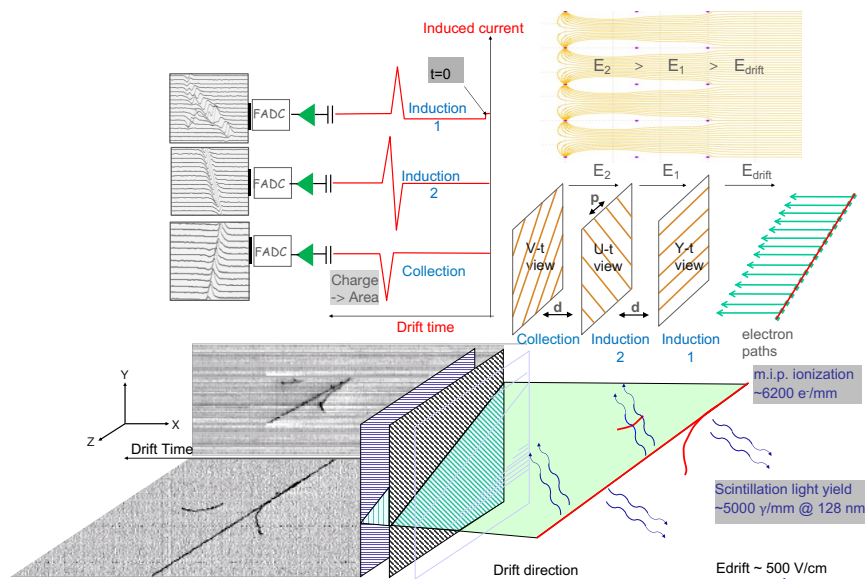 Induced current
t=0
FADC
Induction
1
FADC
Induction
2
FADC
Collection
Charge
-> Area
Drift time
E2 > E1 > Edrift
E2 E1 Edrift
p
V-t
view
U-t
view
Y-t
view
d d
Collection Induction
2
Induction
1
electron
paths
Y
X
Z
Drift Time
m.i.p. ionization
~6200 e-/mm
Scintillation light yield
~5000 γ/mm @ 128 nm
Drift direction
Edrift ~ 500 V/cm